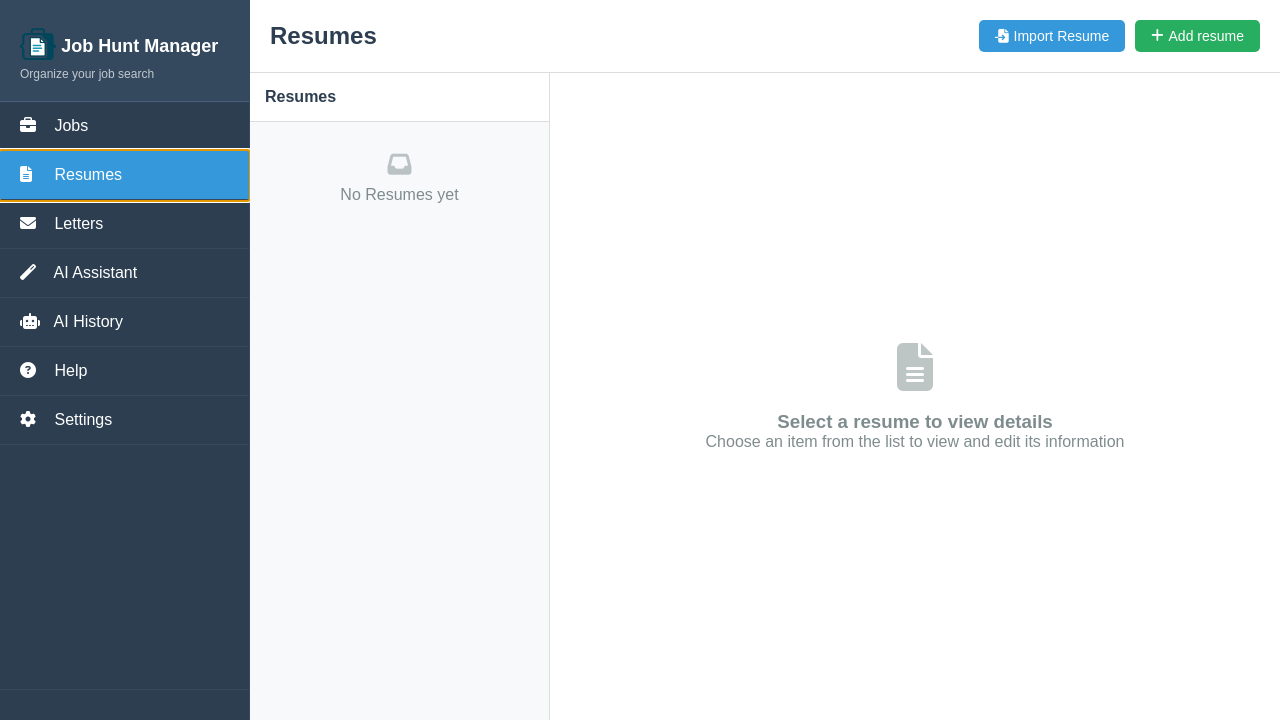 Job Hunt Manager
Organize your job search
Jobs
Resumes
Letters
AI Assistant
AI History
Help
Settings
Resumes
Import Resume
Add resume
Resumes
No Resumes yet
Select a resume to view details
Choose an item from the list to view and edit its information